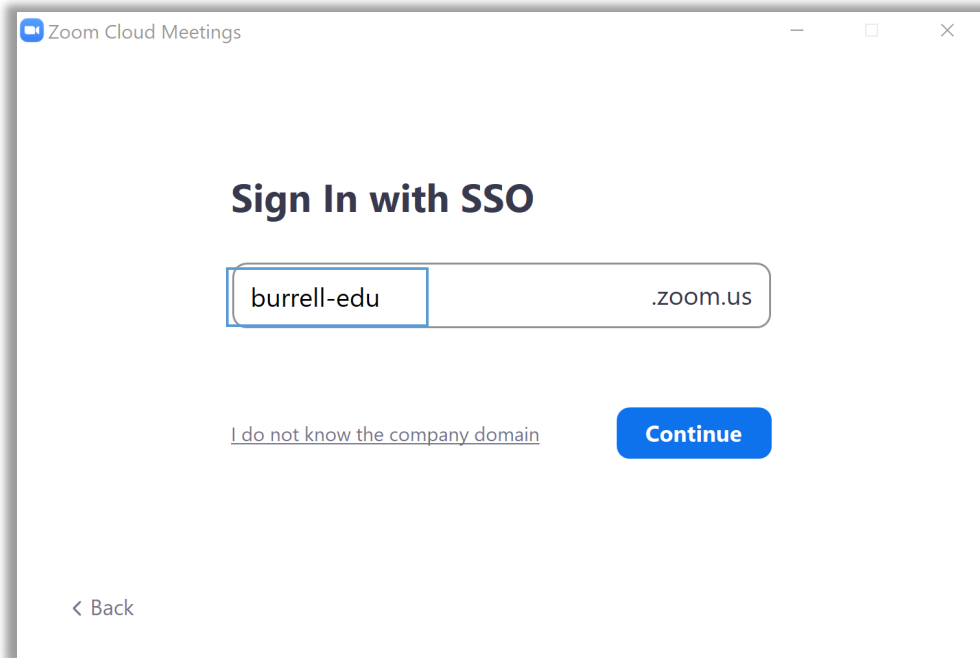 Zoom Cloud Meetings
Sign In with SSO
burrell-edu .zoom.us
I do not know the company domain
Continue
Back